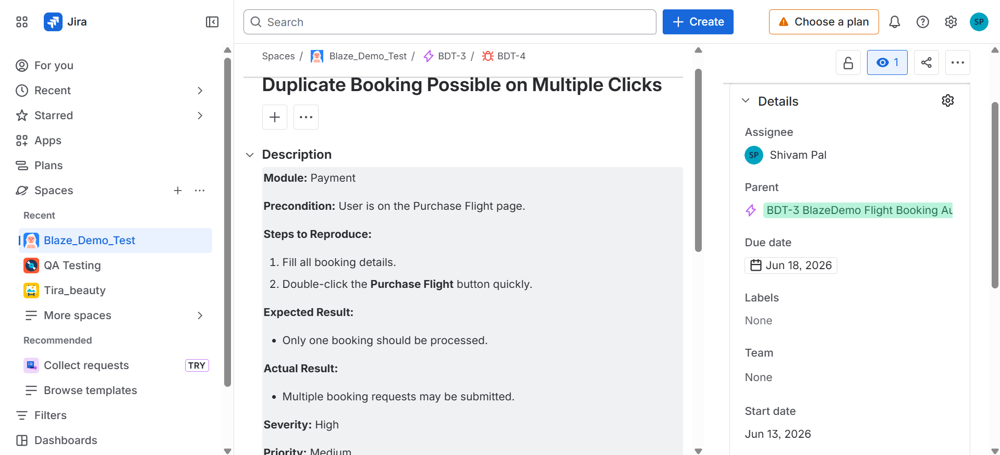 Jira
Search
Create
Choose a plan
SP
For you
Recent
Starred
Apps
Plans
Spaces
Recent
Blaze_Demo_Test
QA Testing
Tira_beauty
More spaces
Recommended
Collect requests
TRY
Browse templates
Filters
Dashboards
Spaces / Blaze_Demo_Test / BDT-3 / BDT-4
Duplicate Booking Possible on Multiple Clicks
Description
Module: Payment
Precondition: User is on the Purchase Flight page.
Steps to Reproduce:
1. Fill all booking details.
2. Double-click the Purchase Flight button quickly.
Expected Result:
• Only one booking should be processed.
Actual Result:
• Multiple booking requests may be submitted.
Severity: High
Priority: Medium
1
Details
Assignee
SP Shivam Pal
Parent
BDT-3 BlazeDemo Flight Booking Au
Due date
Jun 18, 2026
Labels
None
Team
None
Start date
Jun 13, 2026